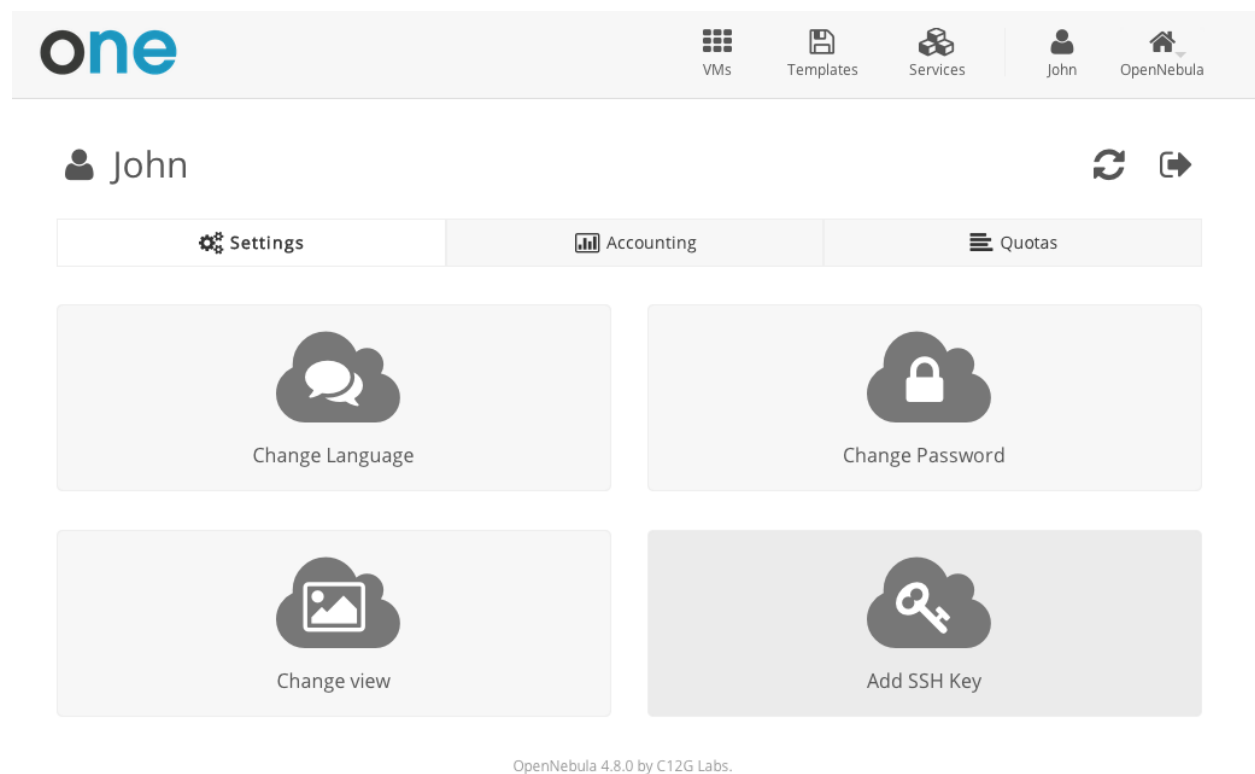 one
VMs Templates Services John OpenNebula
John
Settings Accounting Quotas
Change Language Change Password
Change view Add SSH Key
OpenNebula 4.8.0 by C12G Labs.